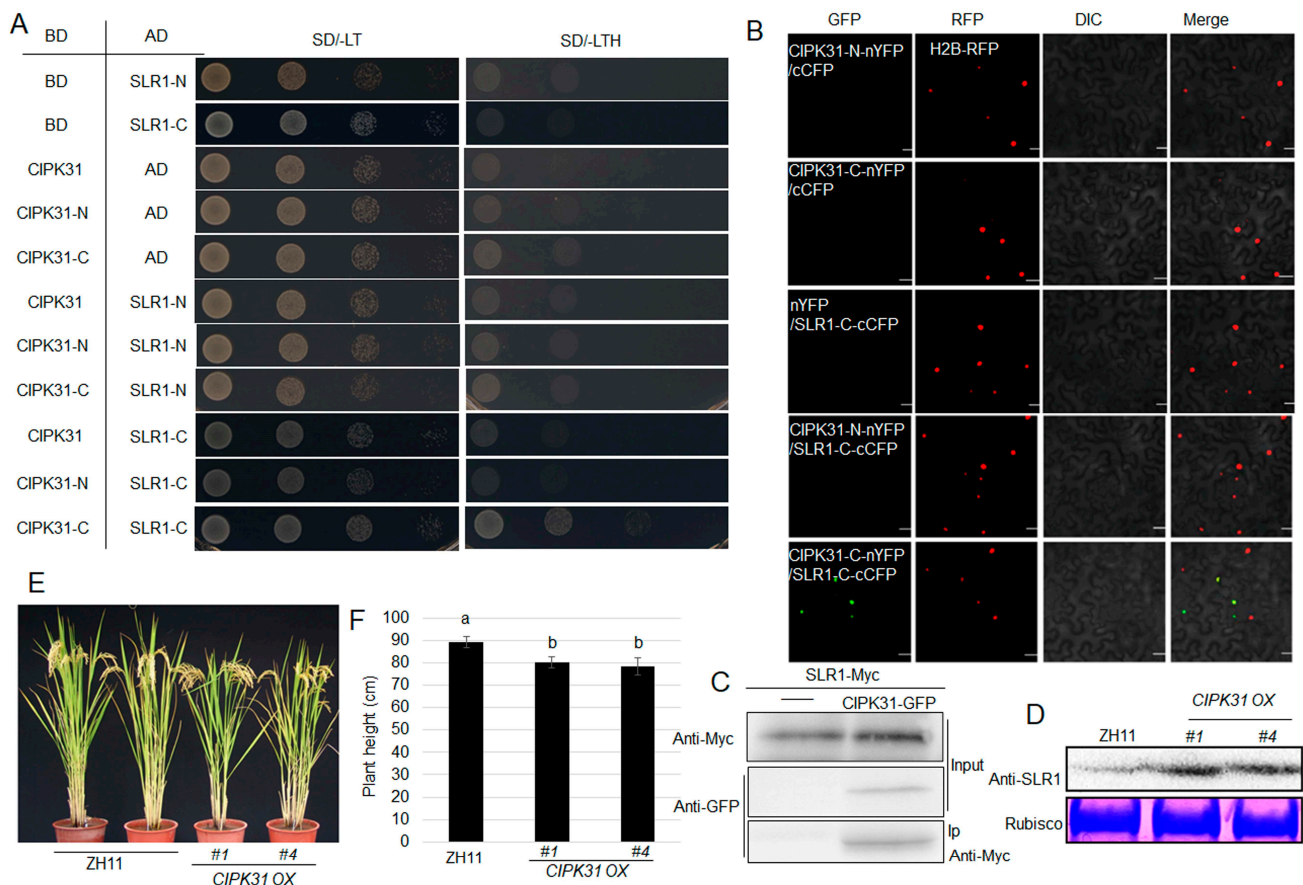 A
BD AD SD/-LT SD/-LTH
BD SLR1-N
BD SLR1-C
CIPK31 AD
CIPK31-N AD
CIPK31-C AD
CIPK31 SLR1-N
CIPK31-N SLR1-N
CIPK31-C SLR1-N
CIPK31 SLR1-C
CIPK31-N SLR1-C
CIPK31-C SLR1-C
B
GFP RFP DIC Merge
CIPK31-N-nYFP
/cCFP
H2B-RFP
CIPK31-C-nYFP
/cCFP
nYFP
/SLR1-C-cCFP
CIPK31-N-nYFP
/SLR1-C-cCFP
CIPK31-C-nYFP
/SLR1-C-cCFP
E
ZH11
#1 #4
CIPK31 OX
F
Plant height (cm)
100
90
80
70
60
50
40
30
20
10
0
a b b
ZH11 #1 #4
CIPK31 OX
C
SLR1-Myc
— CIPK31-GFP
Anti-Myc
Anti-GFP
Input
Ip
Anti-Myc
D
CIPK31 OX
ZH11 #1 #4
Anti-SLR1
Rubisco